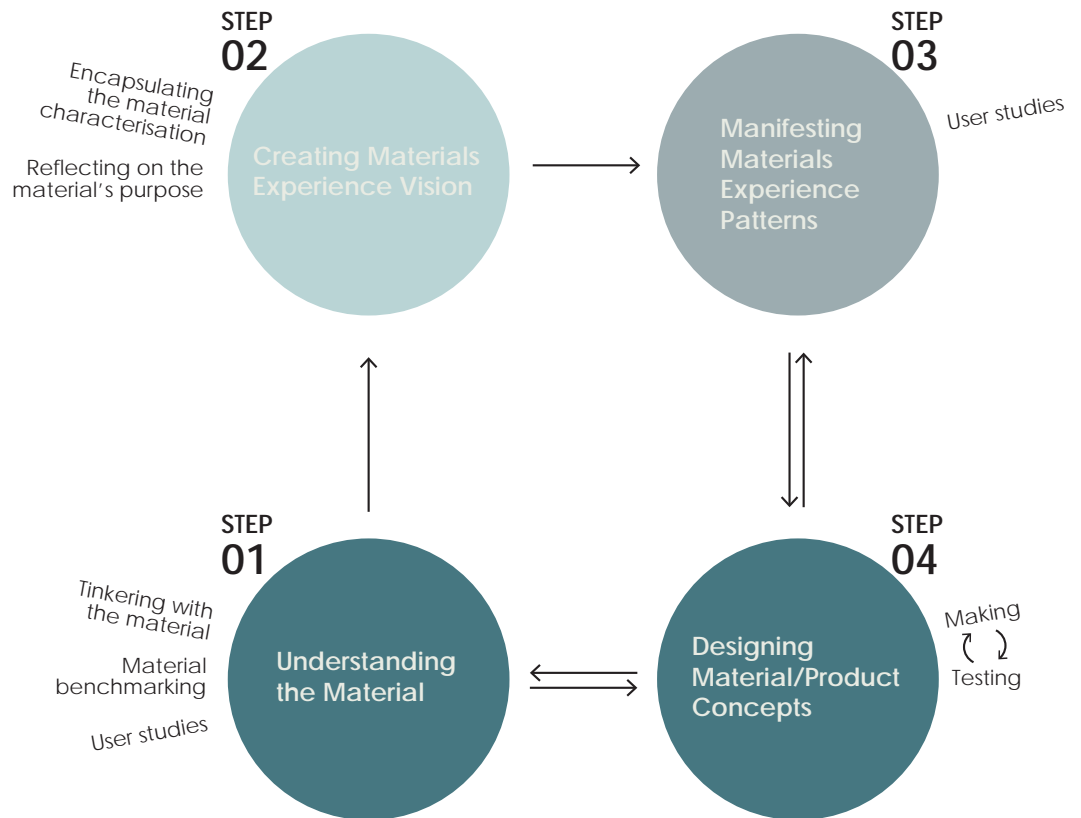 STEP
02
Encapsulating
the material
characterisation
Reflecting on the
material's purpose
Creating Materials
Experience Vision
STEP
03
User studies
Manifesting
Materials
Experience
Patterns
STEP
01
Tinkering with
the material
Material
benchmarking
User studies
Understanding
the Material
STEP
04
Designing
Material/Product
Concepts
Making
Testing